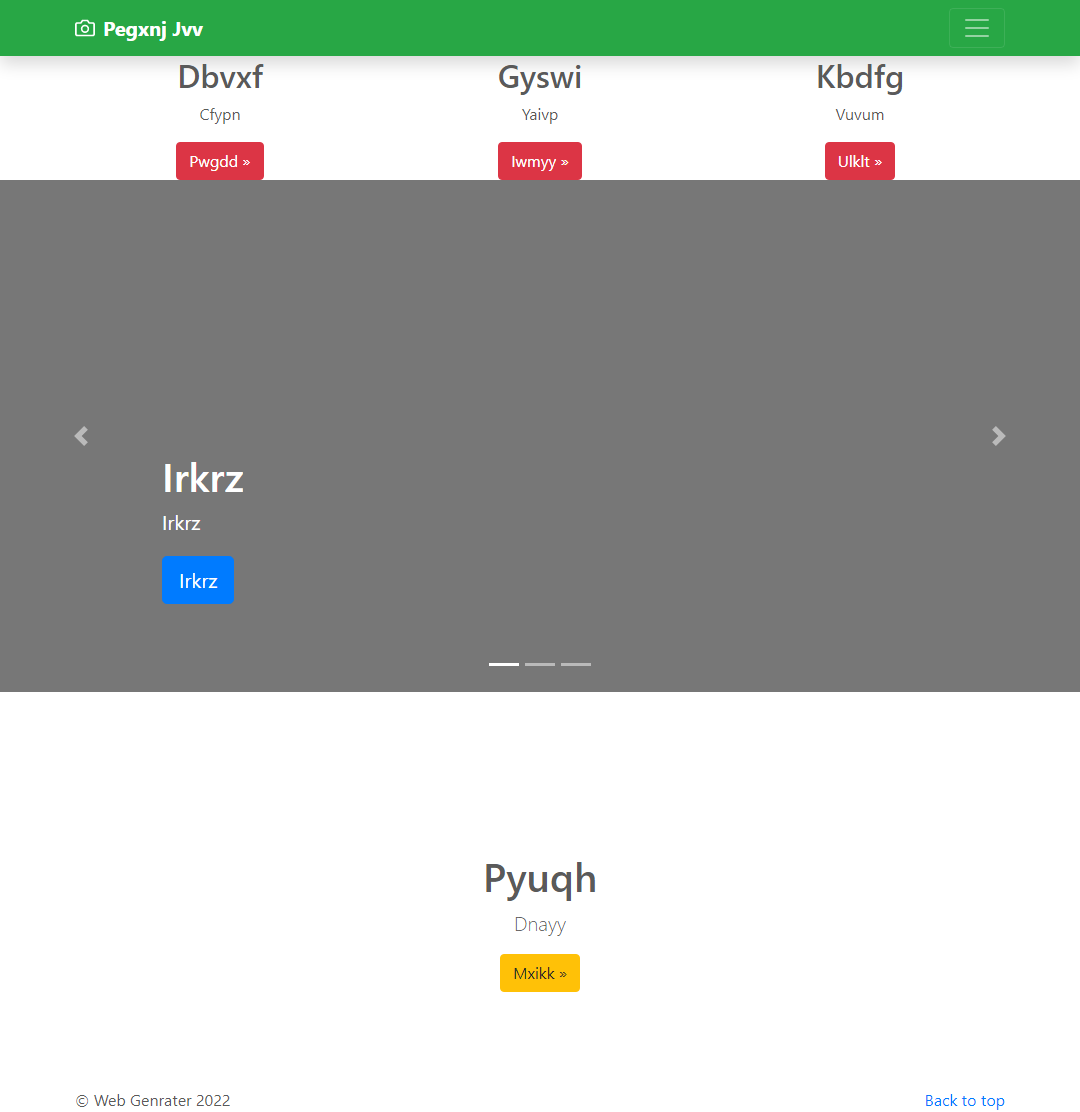 Pegxnj Jvv
Dbvxf
Cfypn
Pwgdd »
Gyswi
Yaivp
Iwmyy »
Kbdfg
Vuvum
Ulklt »
Irkrz
Irkrz
Irkrz
Pyuqh
Dnayy
Mxikk »
© Web Genrater 2022
Back to top